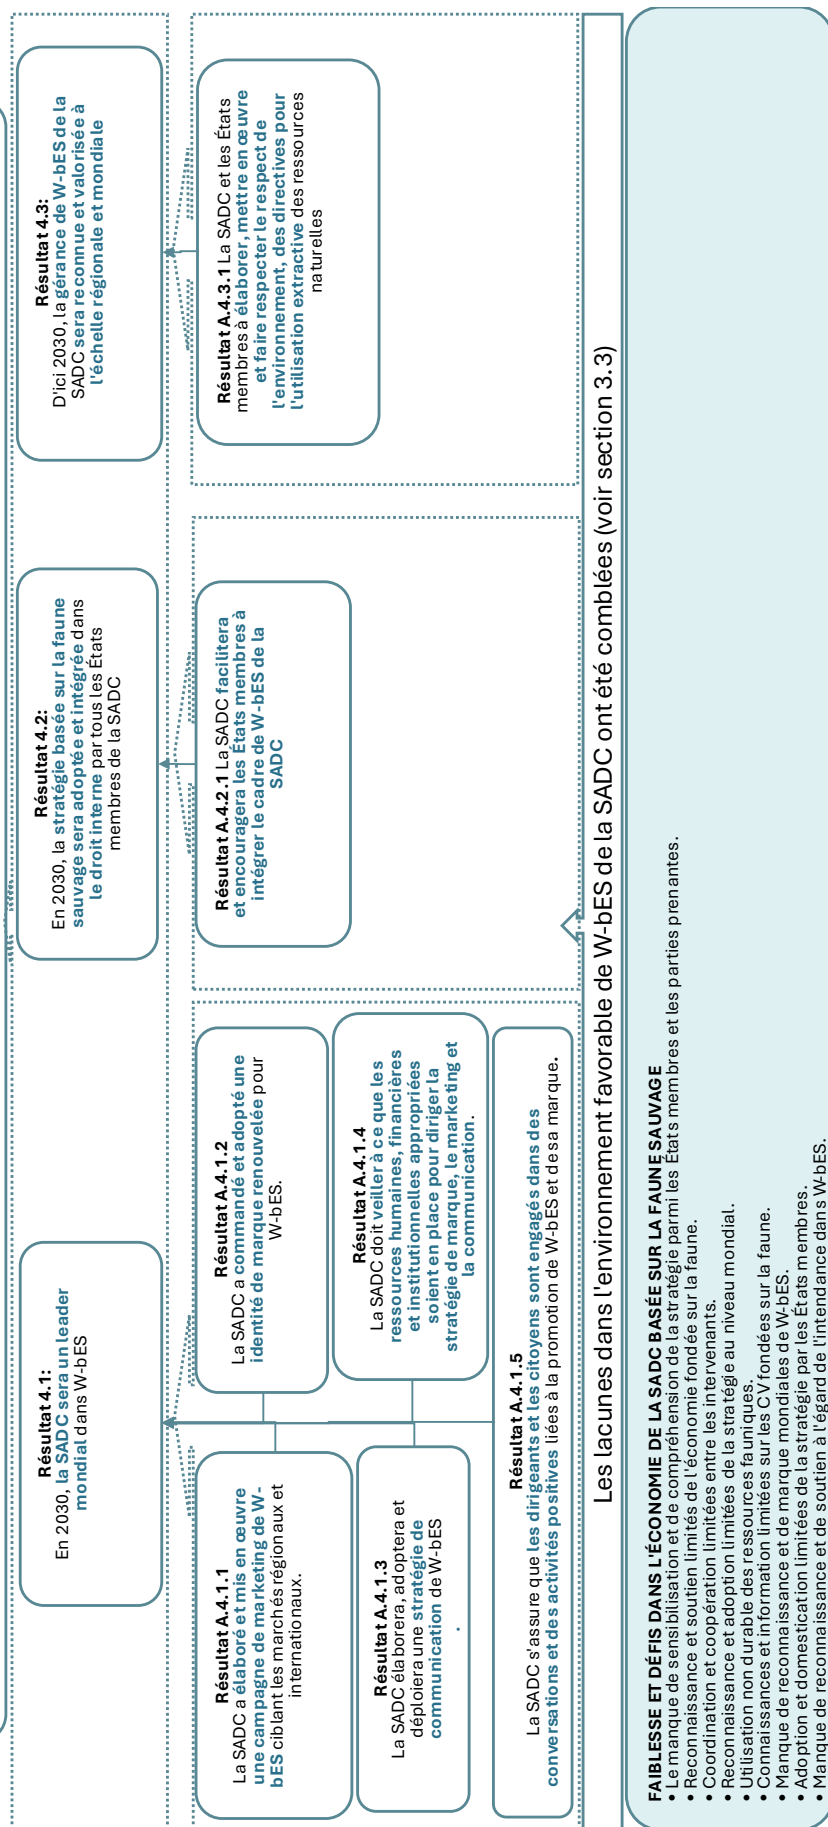 Résultat 4.1:
En 2030, la SADC sera un leader
mondial dans W-bES
Résultat 4.2:
En 2030, la stratégie basée sur la faune
sauvage sera adoptée et intégrée dans
le droit interne par tous les États
membres de la SADC
Résultat 4.3:
D'ici 2030, la gérance de W-bES de la
SADC sera reconnue et valorisée à
l'échelle régionale et mondiale
Résultat A.4.1.1
La SADC a élaboré et mis en œuvre
une campagne de marketing de W-
bES ciblant les marchés régionaux et
internationaux.
Résultat A.4.1.2
La SADC a commandé et adopté une
identité de marque renouvelée pour
W-bES.
Résultat A.4.1.3
La SADC élaborera, adoptera et
déploiera une stratégie de
communication de W-bES
.
Résultat A.4.1.4
La SADC doit veiller à ce que les
ressources humaines, financières
et institutionnelles appropriées
soient en place pour diriger la
stratégie de marque, le marketing et
la communication.
Résultat A.4.1.5
La SADC s'assure que les dirigeants et les citoyens sont engagés dans des
conversations et des activités positives liées à la promotion de W-bES et de sa marque.
Résultat A.4.2.1 La SADC facilitera
et encouragera les États membres à
intégrer le cadre de W-bES de la
SADC
Résultat A.4.3.1 La SADC et les États
membres à élaborer, mettre en œuvre
et faire respecter le respect de
l'environnement, des directives pour
l'utilisation extractive des ressources
naturelles
Les lacunes dans l'environnement favorable de W-bES de la SADC ont été comblées (voir section 3.3)
FAIBLESSE ET DÉFIS DANS L'ÉCONOMIE DE LA SADC BASÉE SUR LA FAUNE SAUVAGE
• Le manque de sensibilisation et de compréhension de la stratégie parmi les États membres et les parties prenantes.
• Reconnaissance et soutien limités de l'économie fondée sur la faune.
• Coordination et coopération limitées entre les intervenants.
• Reconnaissance et adoption limitées de la stratégie au niveau mondial.
• Utilisation non durable des ressources fauniques.
• Connaissances et information limitées sur les CV fondées sur la faune.
• Manque de reconnaissance et de marque mondiales de W-bES.
• Adoption et domestication limitées de la stratégie par les États membres.
• Manque de reconnaissance et de soutien à l'égard de l'intendance dans W-bES.